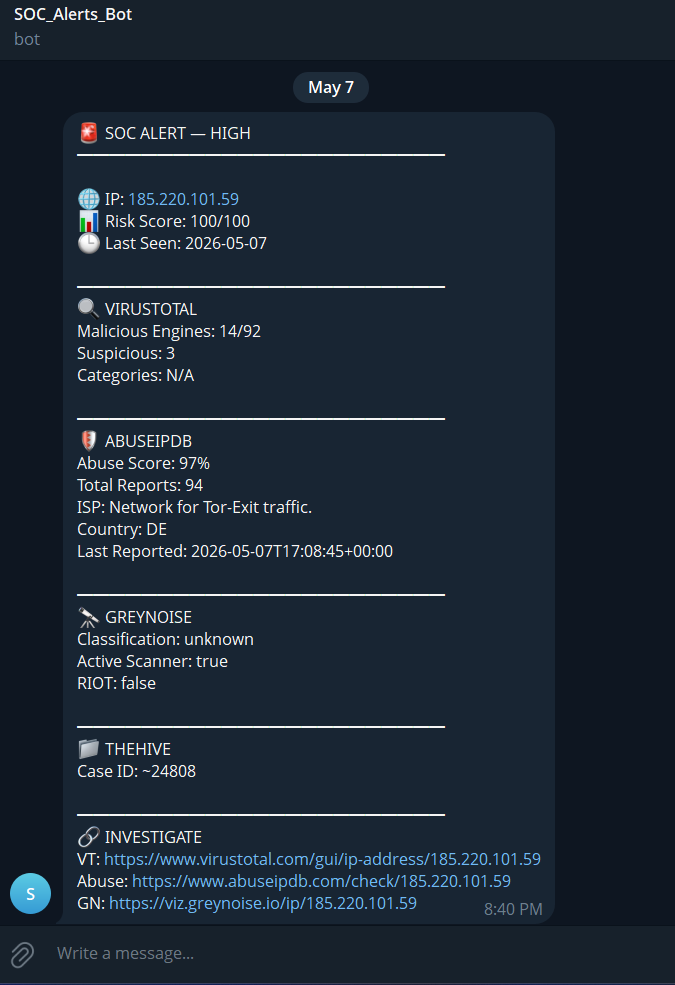 SOC_Alerts_Bot
bot
May 7
🚨 SOC ALERT — HIGH
🌐 IP: 185.220.101.59
📊 Risk Score: 100/100
🕒 Last Seen: 2026-05-07
🔍 VIRUSTOTAL
Malicious Engines: 14/92
Suspicious: 3
Categories: N/A
🛡 ABUSEIPDB
Abuse Score: 97%
Total Reports: 94
ISP: Network for Tor-Exit traffic.
Country: DE
Last Reported: 2026-05-07T17:08:45+00:00
🔭 GREYNOISE
Classification: unknown
Active Scanner: true
RIOT: false
📁 THEHIVE
Case ID: ~24808
🔗 INVESTIGATE
VT: https://www.virustotal.com/gui/ip-address/185.220.101.59
Abuse: https://www.abuseipdb.com/check/185.220.101.59
GN: https://viz.greynoise.io/ip/185.220.101.59
8:40 PM
S
Write a message...